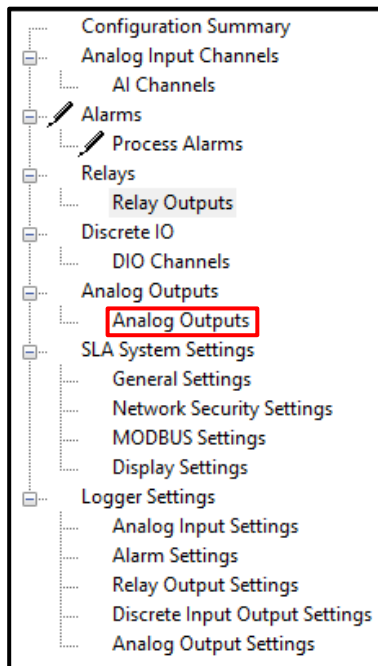 Configuration Summary
Analog Input Channels
AI Channels
Alarms
Process Alarms
Relays
Relay Outputs
Discrete IO
DIO Channels
Analog Outputs
Analog Outputs
SLA System Settings
General Settings
Network Security Settings
MODBUS Settings
Display Settings
Logger Settings
Analog Input Settings
Alarm Settings
Relay Output Settings
Discrete Input Output Settings
Analog Output Settings